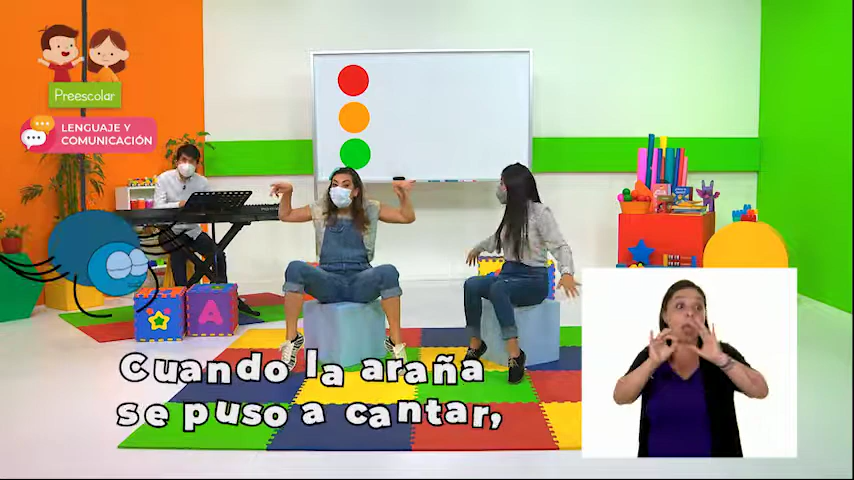 Preescolar
LENGUAJE Y
COMUNICACIÓN
A
Cuando la araña
se puso a cantar,